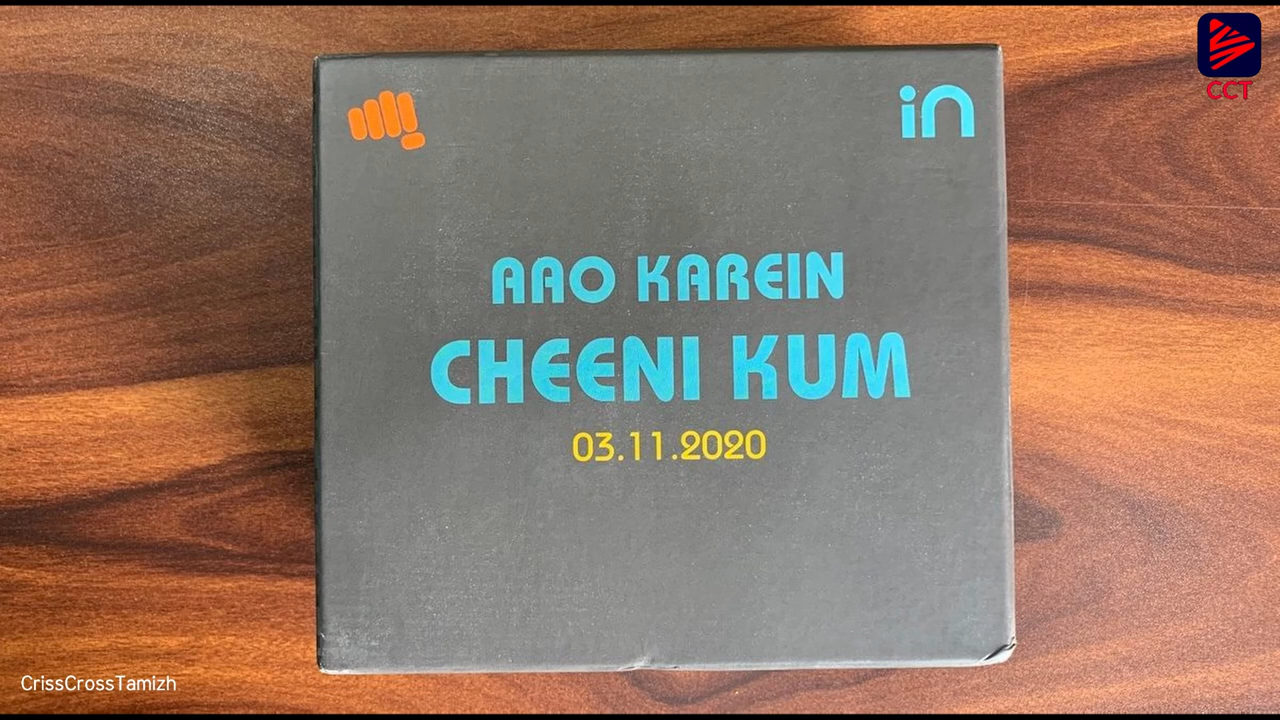 CCT
in
AAO KAREIN
CHEENI KUM
03.11.2020
CrissCrossTamizh